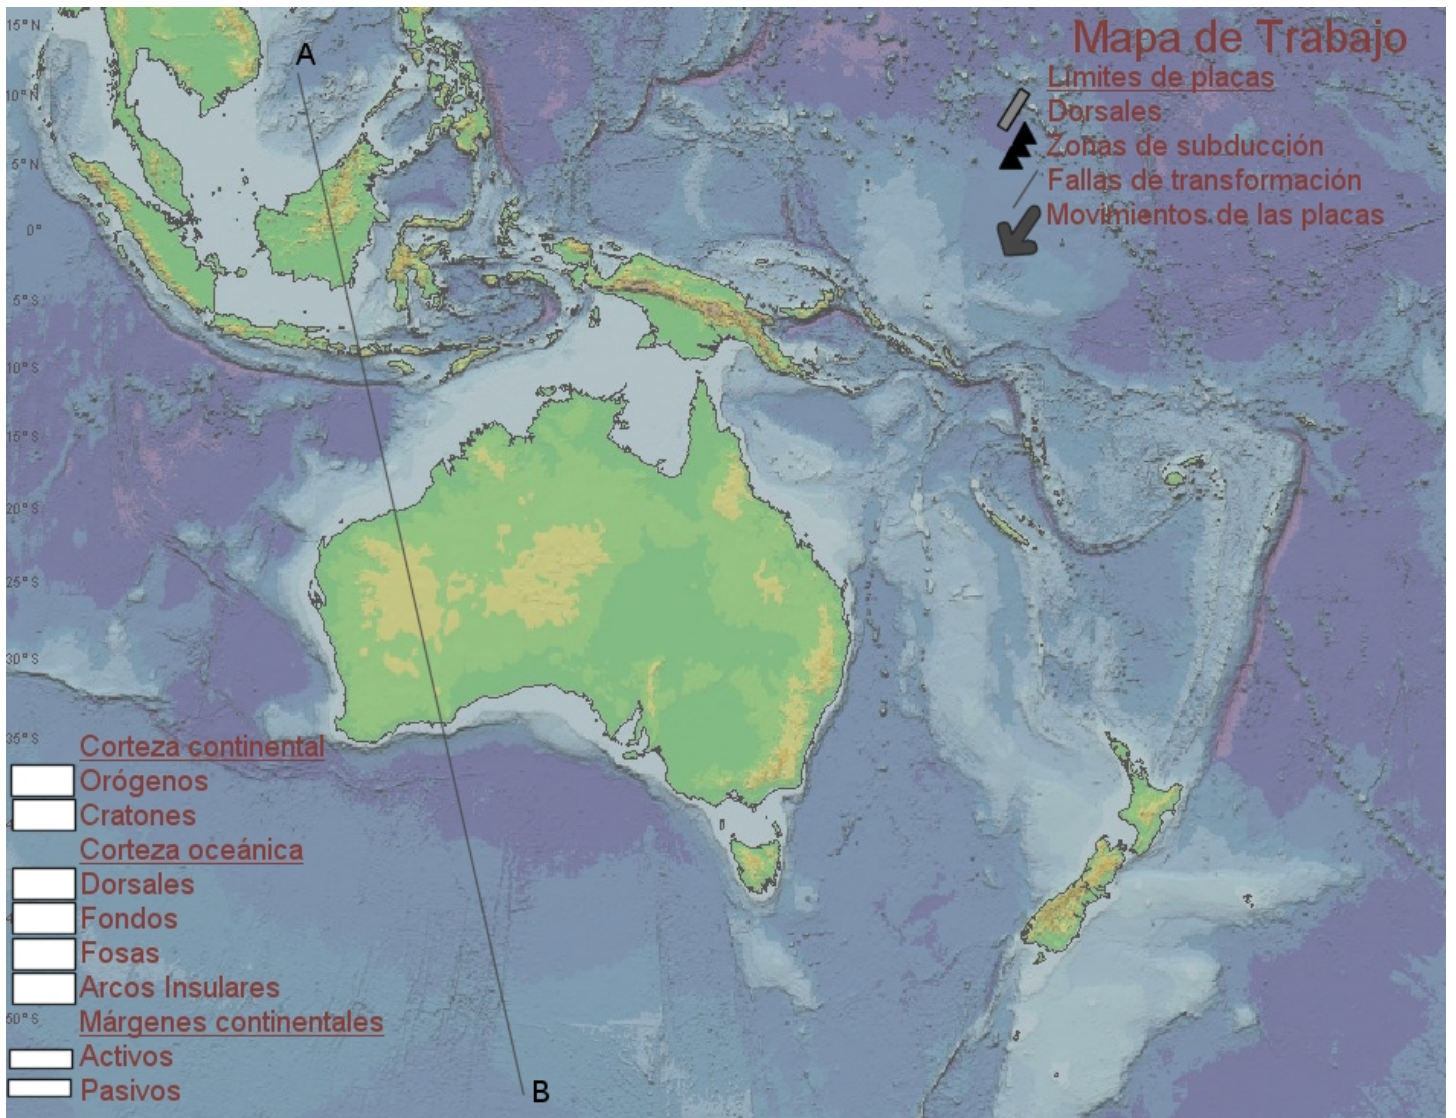 Mapa de Trabajo
Límites de placas
Dorsales
Zonas de subducción
Fallas de transformación
Movimientos de las placas
A
B
15°N
10°N
5°N
0°
5°S
10°S
15°S
20°S
25°S
30°S
35°S
50°S
Corteza continental
Orógenos
Cratones
Corteza oceánica
Dorsales
Fondos
Fosas
Arcos Insulares
Márgenes continentales
Activos
Pasivos